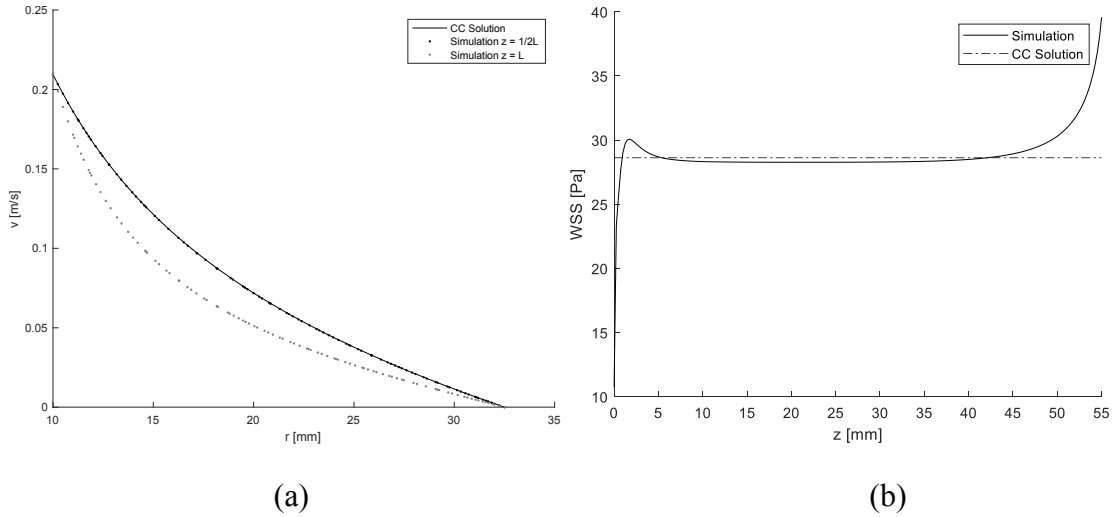 0.25
0.2
0.15
0.1
0.05
0
v [m/s]
10 15 20 25 30 35
r [mm]
CC Solution
Simulation z = 1/2L
Simulation z = L
(a)
40
35
30
25
20
15
10
WSS [Pa]
0 5 10 15 20 25 30 35 40 45 50 55
z [mm]
Simulation
CC Solution
(b)